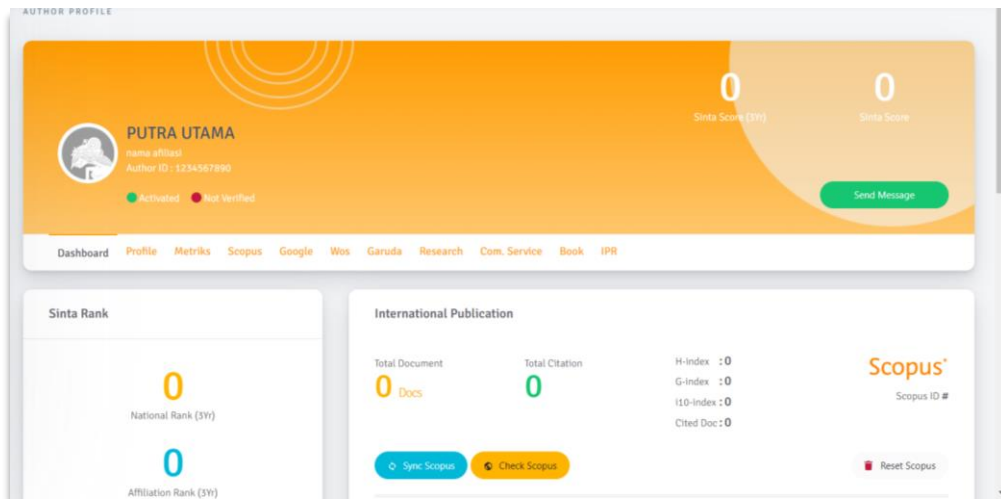 AUTHOR PROFILE
0 0
Sinta Score (3Yr) Sinta Score
PUTRA UTAMA
nama afiliasi
Author ID : 1234567890
Activated Not Verified
Send Message
Dashboard Profile Metriks Scopus Google Wos Garuda Research Com. Service Book IPR
Sinta Rank
0
National Rank (3Yr)
0
Affiliation Rank (3Yr)
International Publication
Total Document Total Citation
0 Docs 0
H-Index : 0
G-Index : 0
i10-index : 0
Cited Doc : 0
Scopus
Scopus ID #
Sync Scopus Check Scopus Reset Scopus